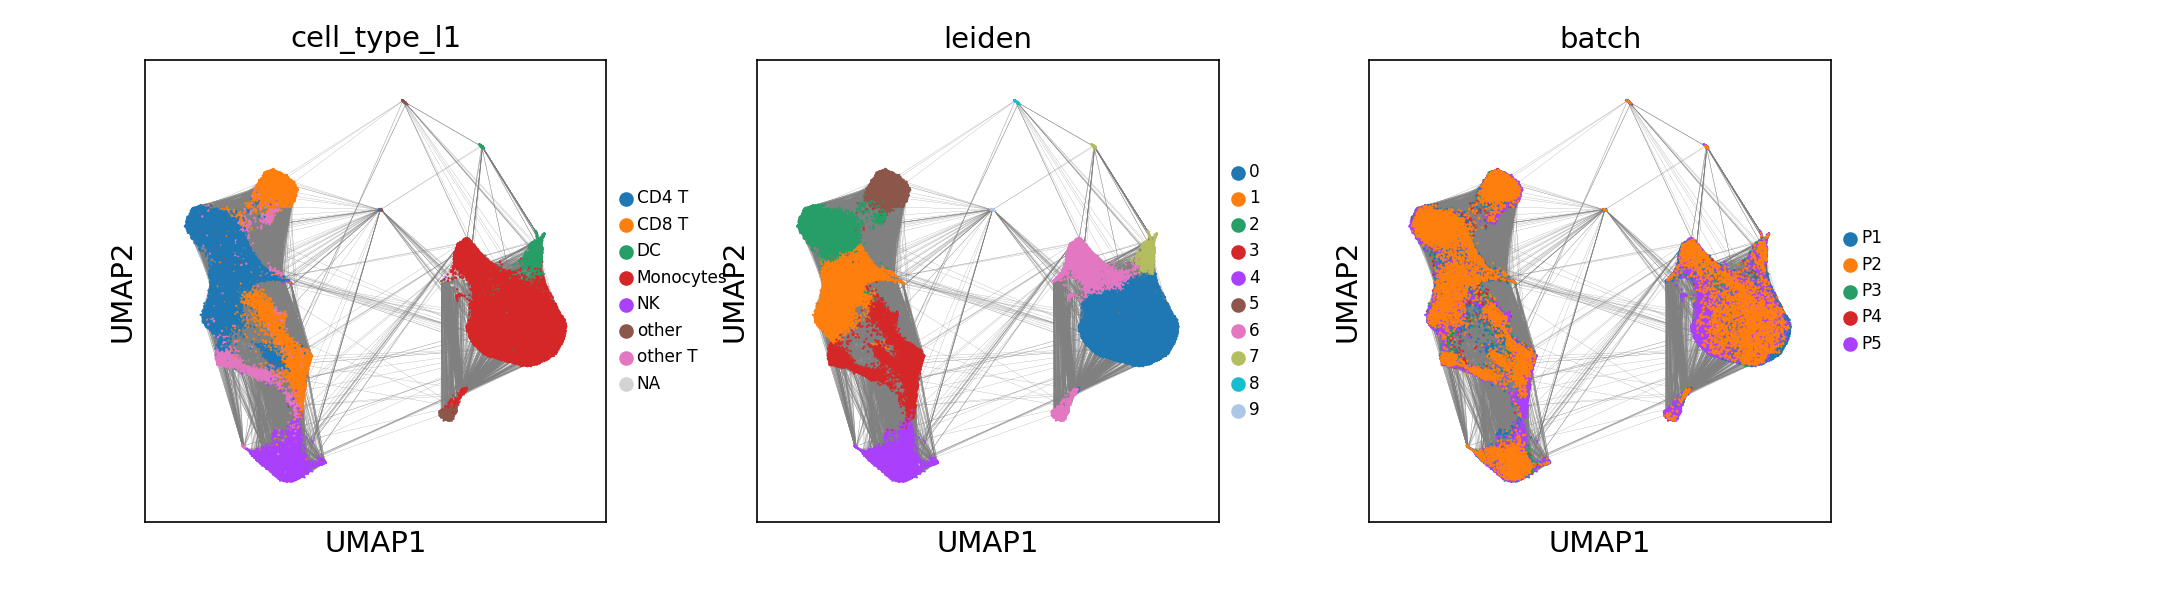 cell_type_l1
UMAP2
UMAP1
CD4 T
CD8 T
DC
Monocytes
NK
other
other T
NA
leiden
UMAP2
UMAP1
0
1
2
3
4
5
6
7
8
9
batch
UMAP2
UMAP1
P1
P2
P3
P4
P5